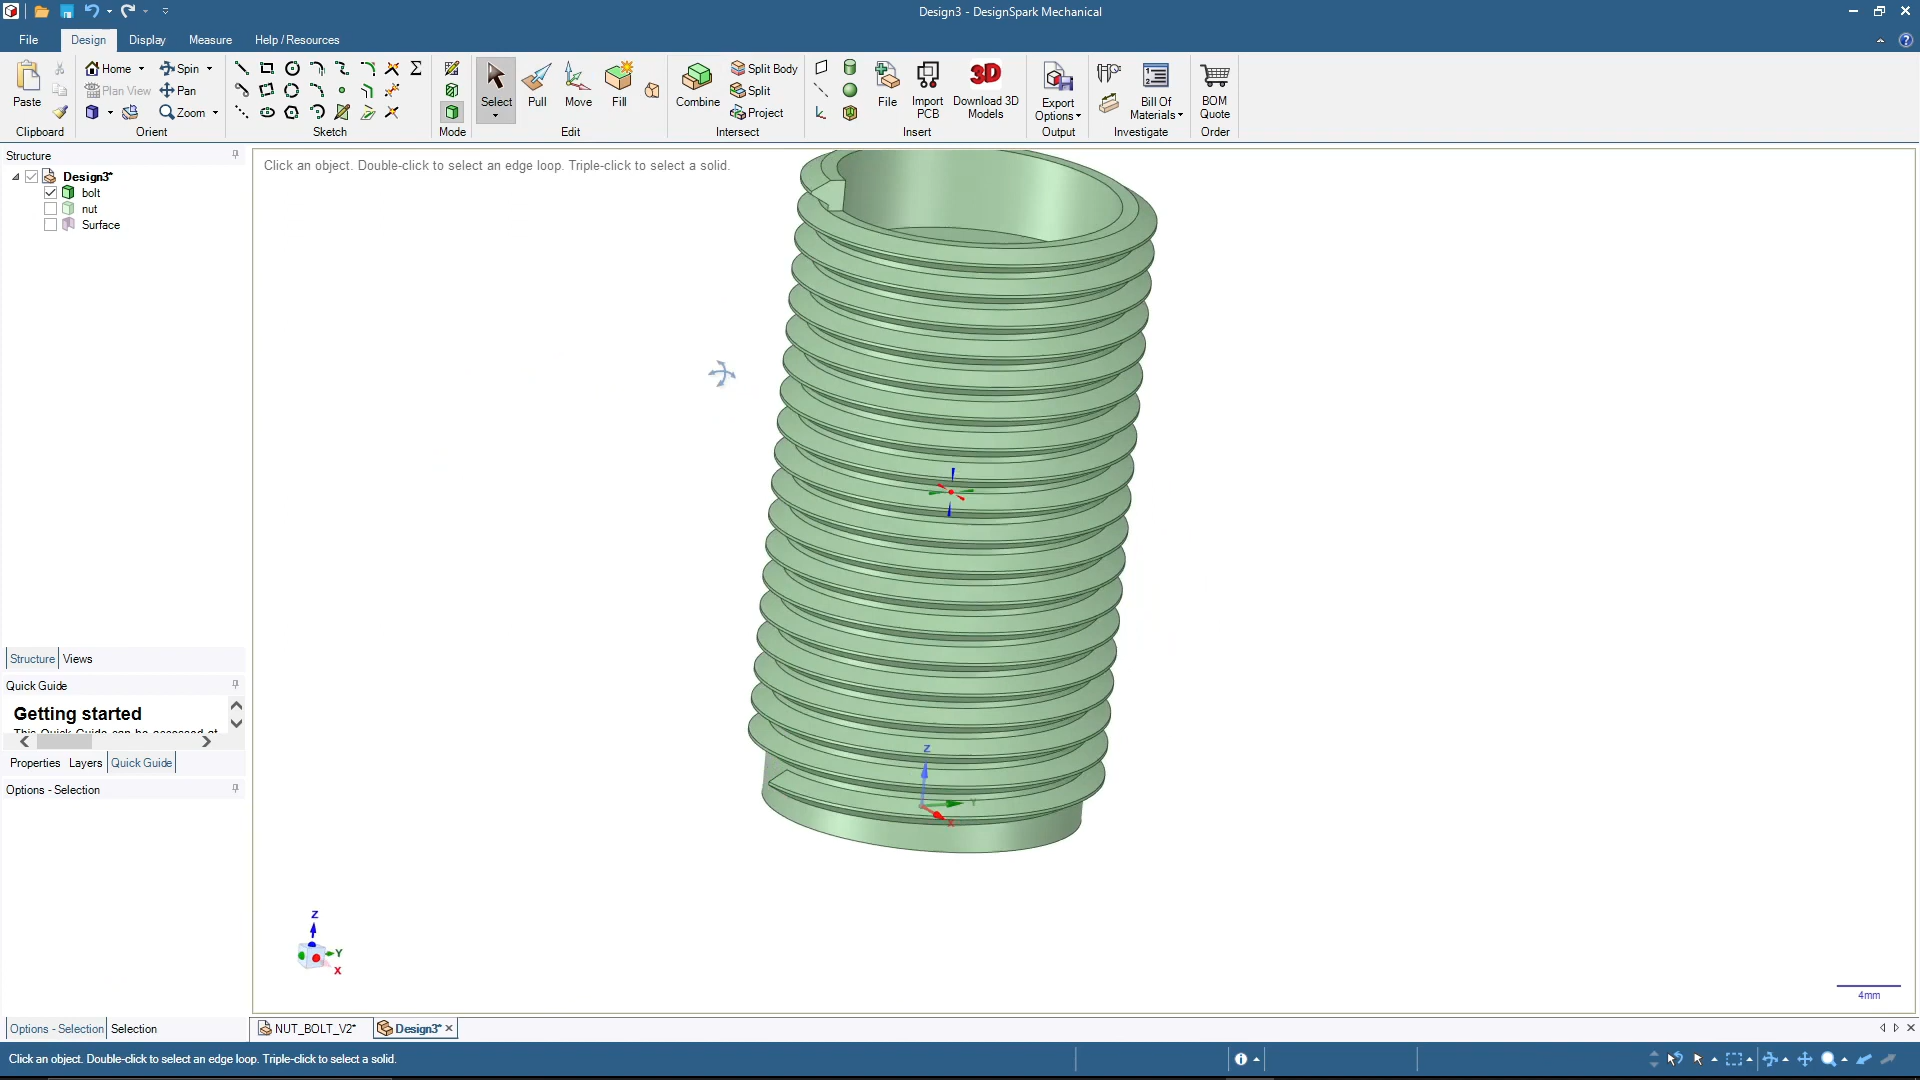 Design3 - DesignSpark Mechanical
File Design Display Measure Help / Resources
Paste
Clipboard
Home Spin
Plan View Pan
Zoom
Orient
Sketch
Mode
Select Pull Move Fill
Edit
Combine Split Body
Split
Project
Intersect
File Import PCB Download 3D Models
3D
Insert
Export Options
Output
Bill Of Materials
Investigate
BOM Quote
Order
Structure
Click an object. Double-click to select an edge loop. Triple-click to select a solid.
Design3*
bolt
nut
Surface
Structure Views
Quick Guide
Getting started
Properties Layers Quick Guide
Options - Selection
Z
Y
X
Z
Y
X
4mm
Options - Selection Selection
NUT_BOLT_V2* Design3*
Click an object. Double-click to select an edge loop. Triple-click to select a solid.